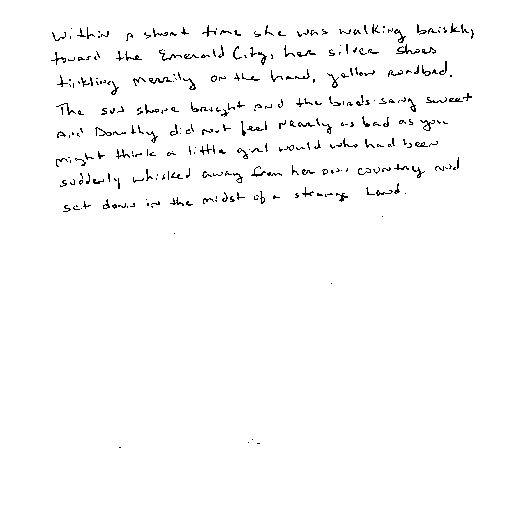 Within a short time she was walking briskly
toward the Emerald City, her silver shoes
tinkling merrily on the hard, yellow roadbed.
The sun shone bright and the birds sang sweet
and Dorothy did not feel nearly as bad as you
might think a little girl would who had been
suddenly whisked away from her own country and
set down in the midst of a strange land.